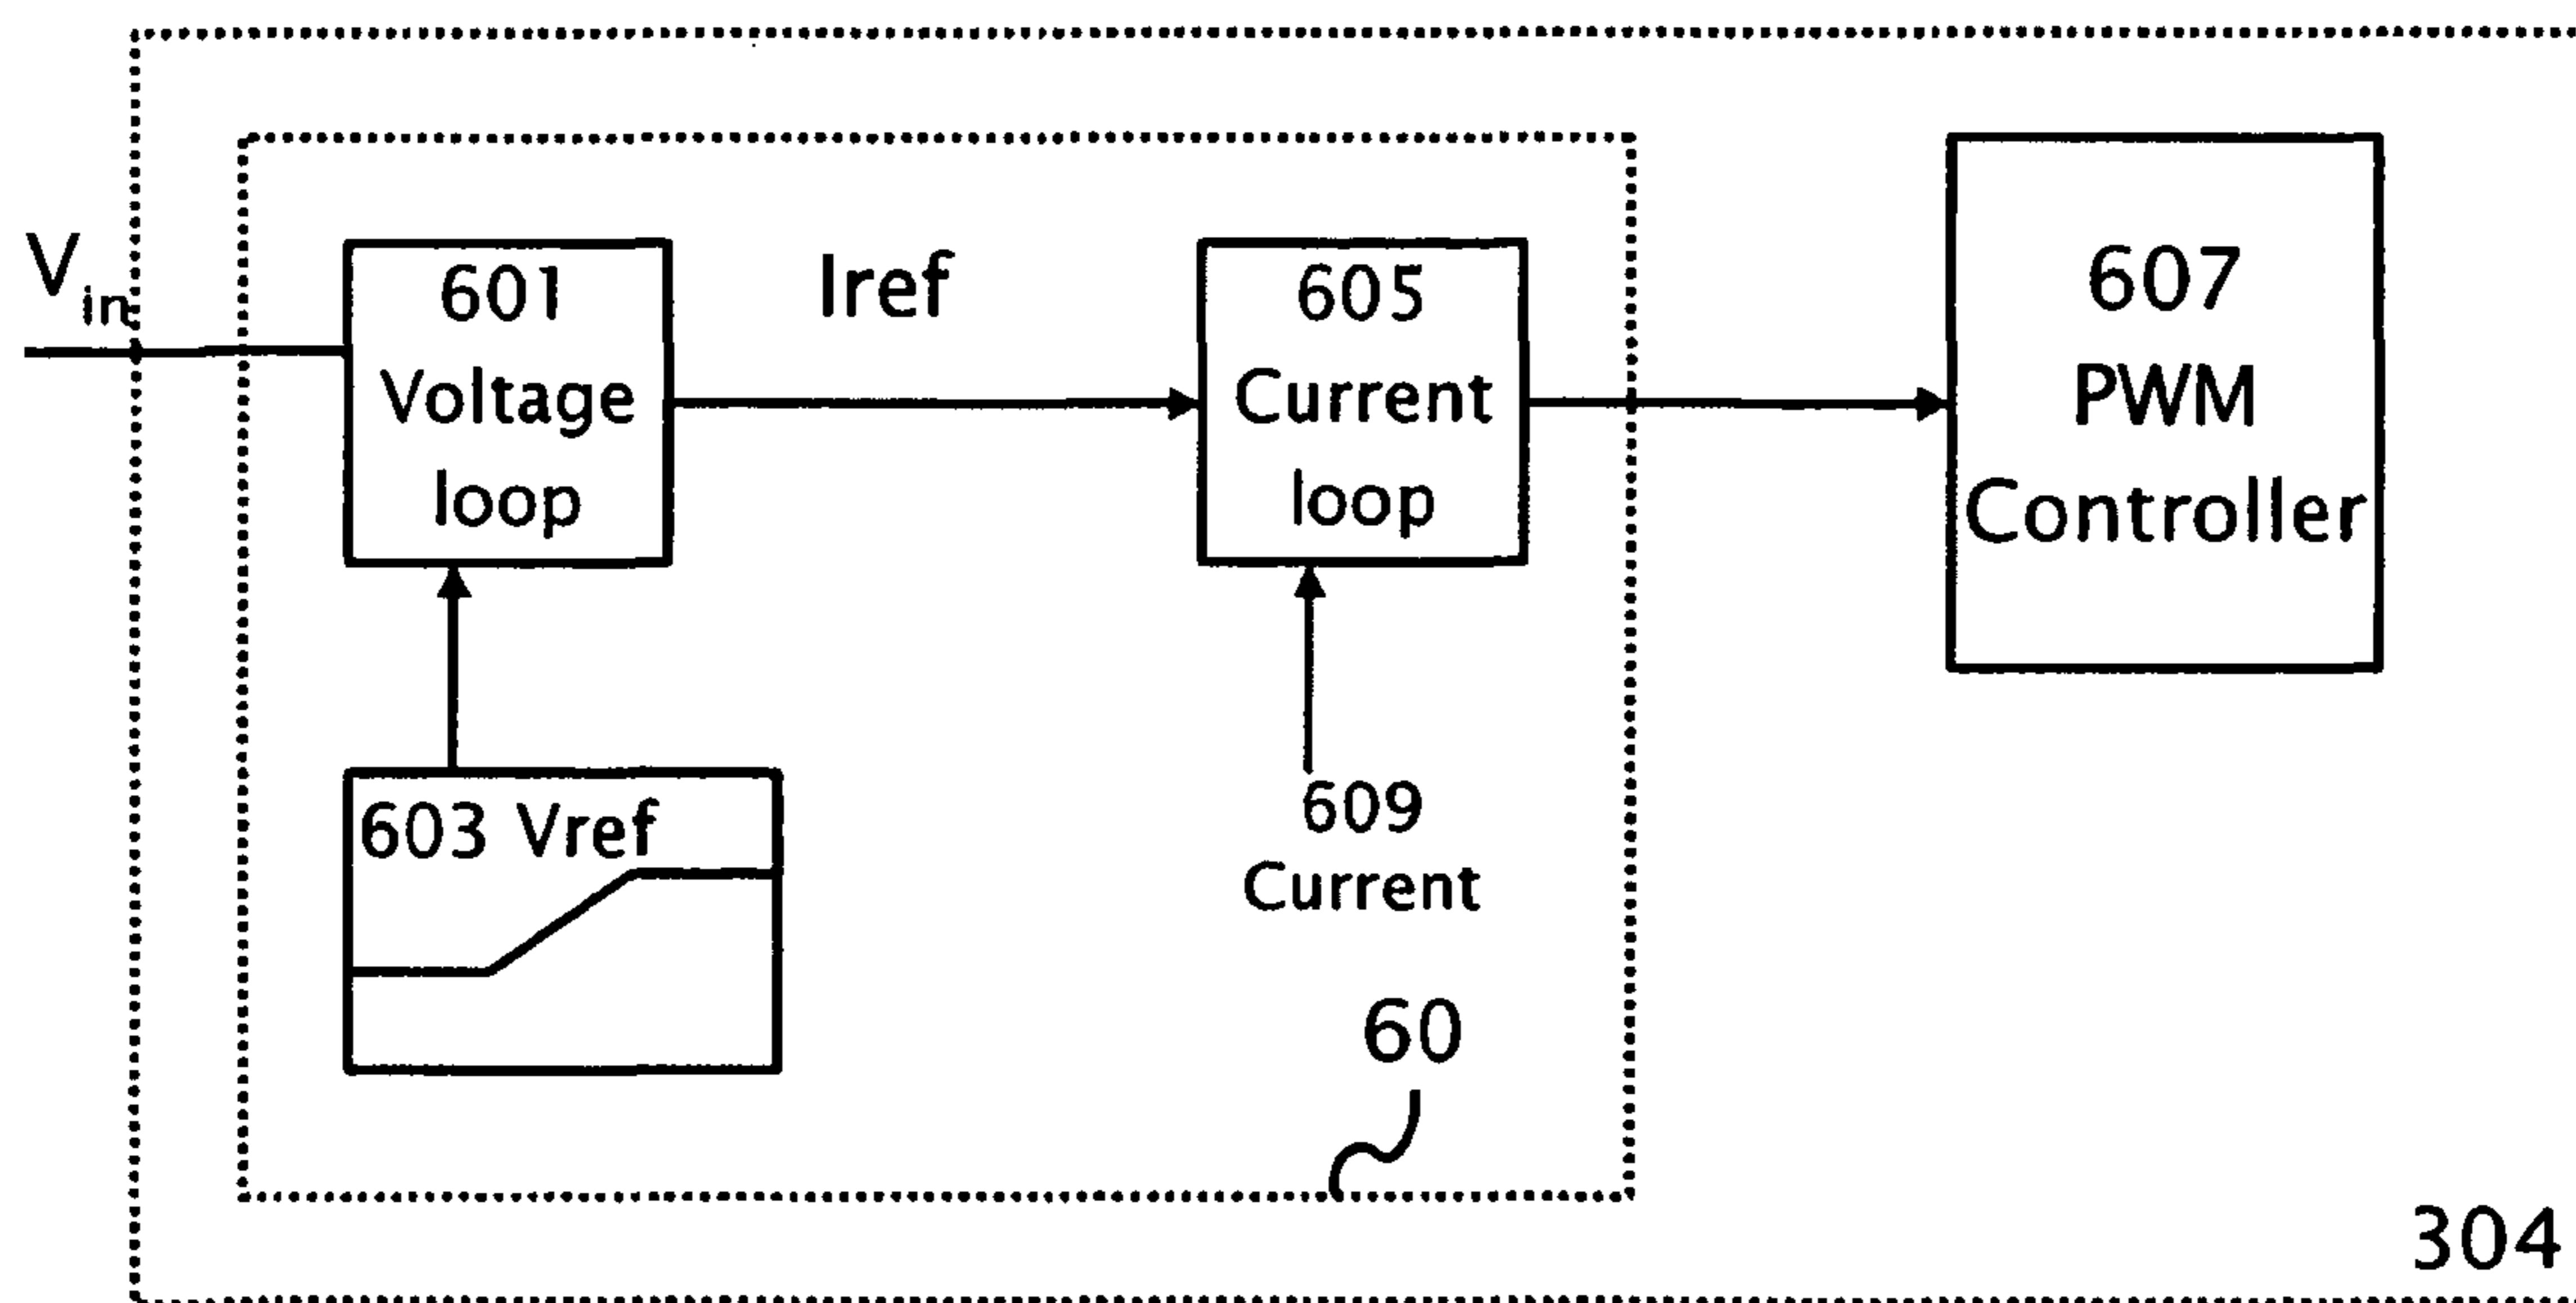 Vin
601
Voltage
loop
Iref
605
Current
loop
607
PWM
Controller
603 Vref
609
Current
60
304